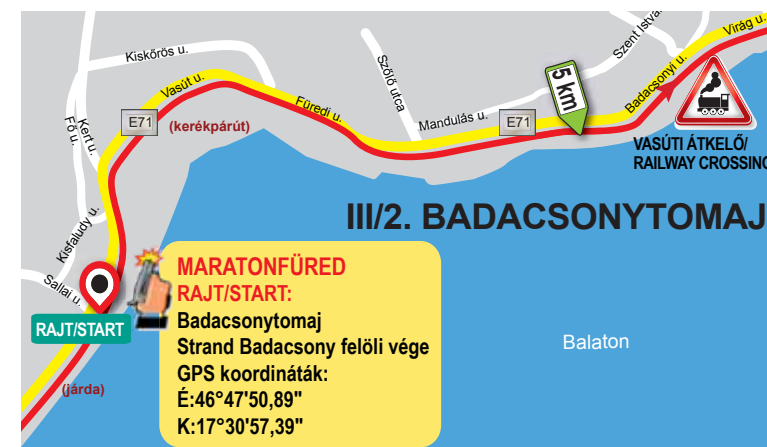 Virág u.
Szent István
Kiskőrös u.
Szőlő utca
Vasút u.
5 km
Badacsonyi u.
Füredi u.
Fő u.
Kert u.
E71
(kerékpárút)
Mandulás u.
E71
VASÚTI ÁTKELŐ/
RAILWAY CROSSING
III/2. BADACSONYTOMAJ
Kisfaludy u.
Sallai u.
MARATONFÜRED
RAJT/START:
RAJT/START
Badacsonytomaj
Strand Badacsony felöli vége
Balaton
GPS koordináták:
(járda)
É:46°47'50,89"
K:17°30'57,39"